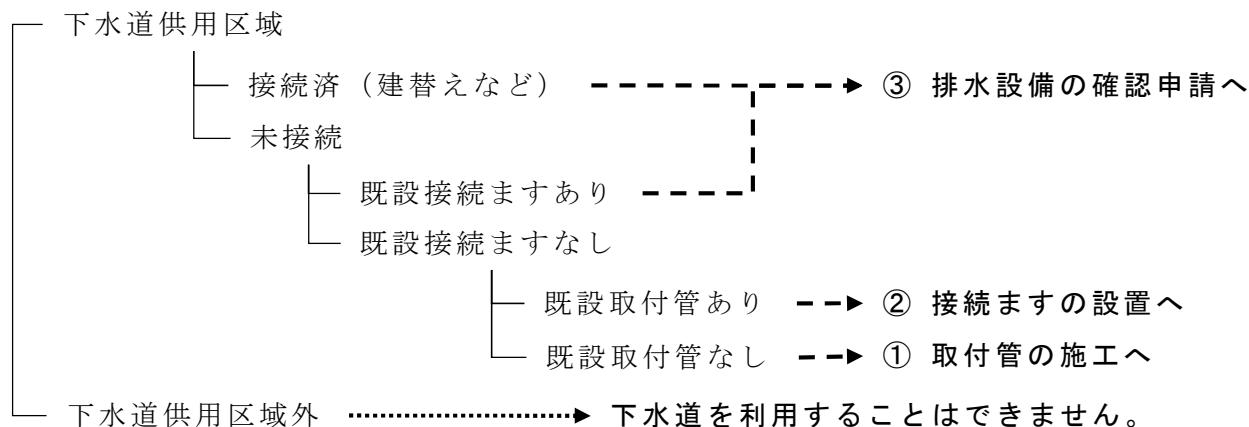 下水道供用区域
接続済（建替えなど） ③ 排水設備の確認申請へ
未接続
既設接続ますあり
既設接続ますなし
既設取付管あり ② 接続ますの設置へ
既設取付管なし ① 取付管の施工へ
下水道供用区域外 下水道を利用することはできません。